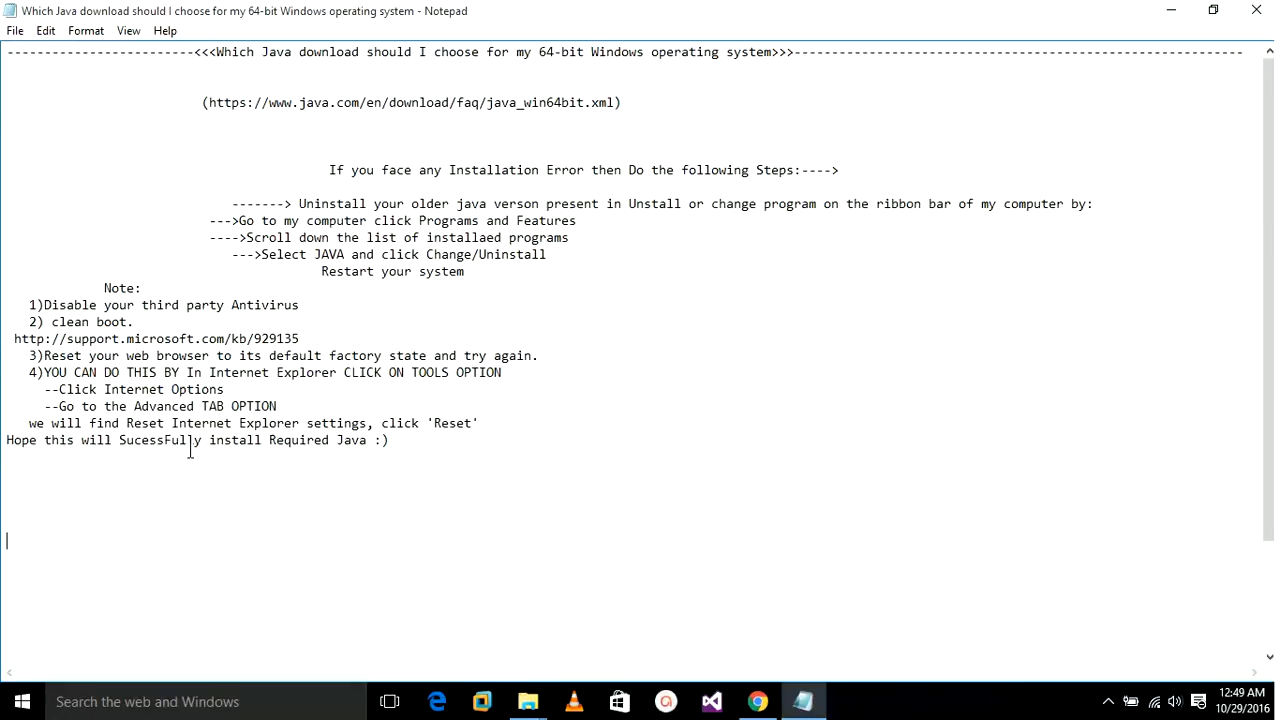 Which Java download should I choose for my 64-bit Windows operating system - Notepad
File Edit Format View Help
-------------------------<<<Which Java download should I choose for my 64-bit Windows operating system>>>------------------------------------------------------------
(https://www.java.com/en/download/faq/java_win64bit.xml)
If you face any Installation Error then Do the following Steps:---->
-------> Uninstall your older java verson present in Unstall or change program on the ribbon bar of my computer by:
--->Go to my computer click Programs and Features
---->Scroll down the list of installaed programs
--->Select JAVA and click Change/Uninstall
Restart your system
Note:
1)Disable your third party Antivirus
2) clean boot.
http://support.microsoft.com/kb/929135
3)Reset your web browser to its default factory state and try again.
4)YOU CAN DO THIS BY In Internet Explorer CLICK ON TOOLS OPTION
--Click Internet Options
--Go to the Advanced TAB OPTION
we will find Reset Internet Explorer settings, click 'Reset'
Hope this will SucessFully install Required Java :)
Search the web and Windows
12:49 AM
10/29/2016